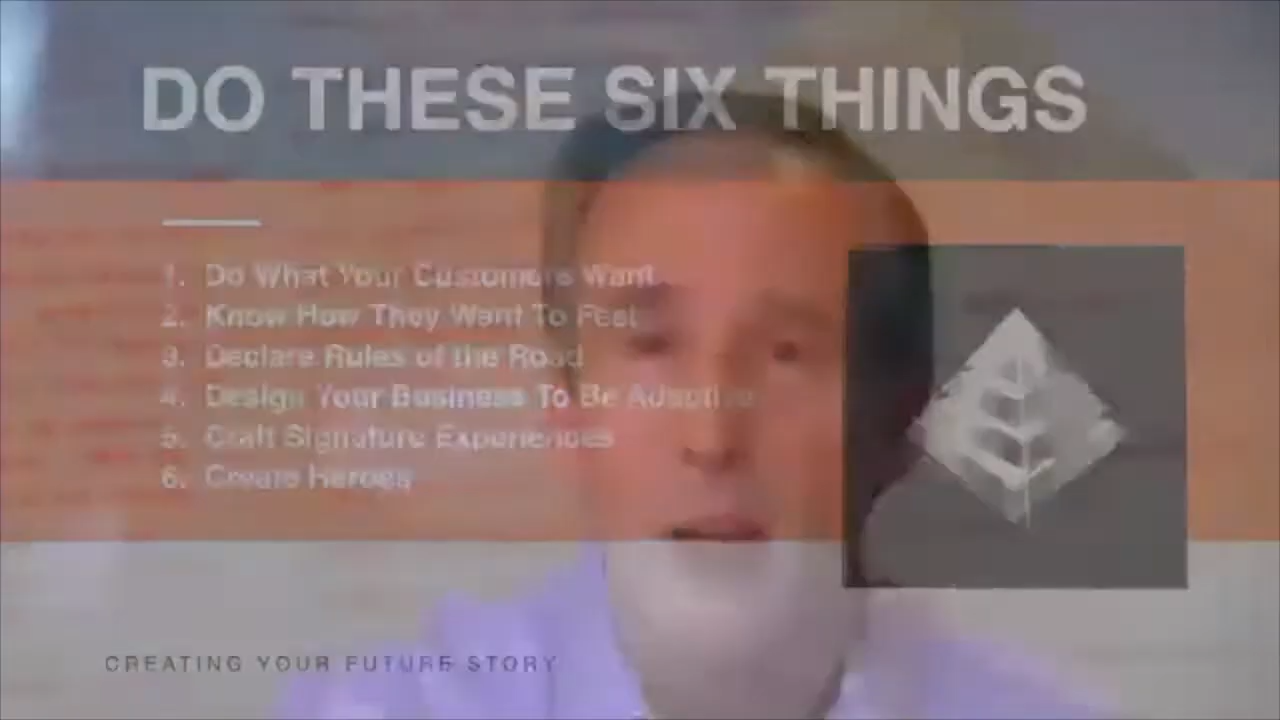 DO THESE SIX THINGS
1. Do What Your Customers Want
2. Know How They Want To Feel
3. Declare Rules of the Road
4. Design Your Business To Be Adaptive
5. Craft Signature Experiences
6. Create Heroes
CREATING YOUR FUTURE STORY